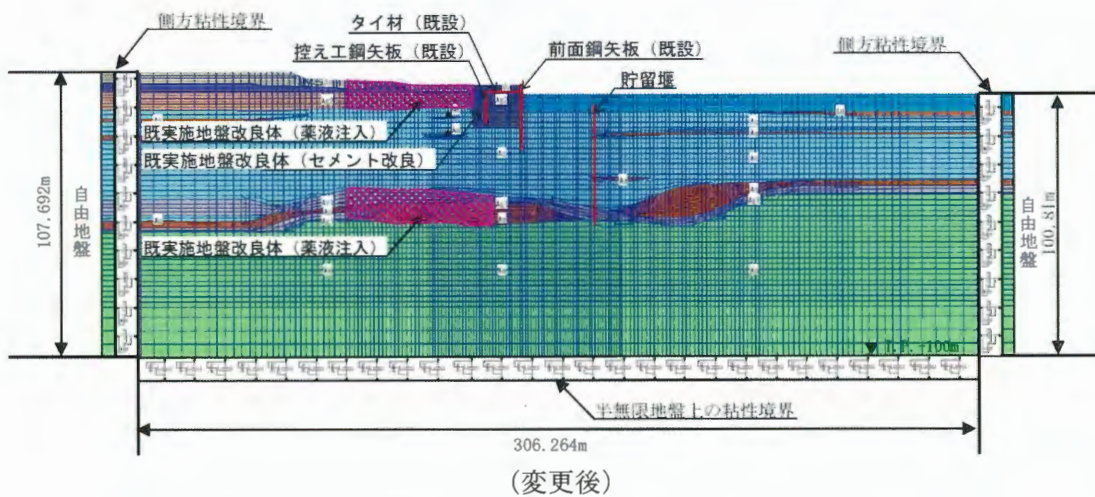 側方粘性境界
タイ材（既設）
控え工鋼矢板（既設）
前面鋼矢板（既設）
側方粘性境界
貯留堰
既実施地盤改良体（薬液注入）
既実施地盤改良体（セメント改良）
107.692m
自由地盤
自由地盤
100.81m
既実施地盤改良体（薬液注入）
T.P.-100m
半無限地盤上の粘性境界
306.264m
（変更後）